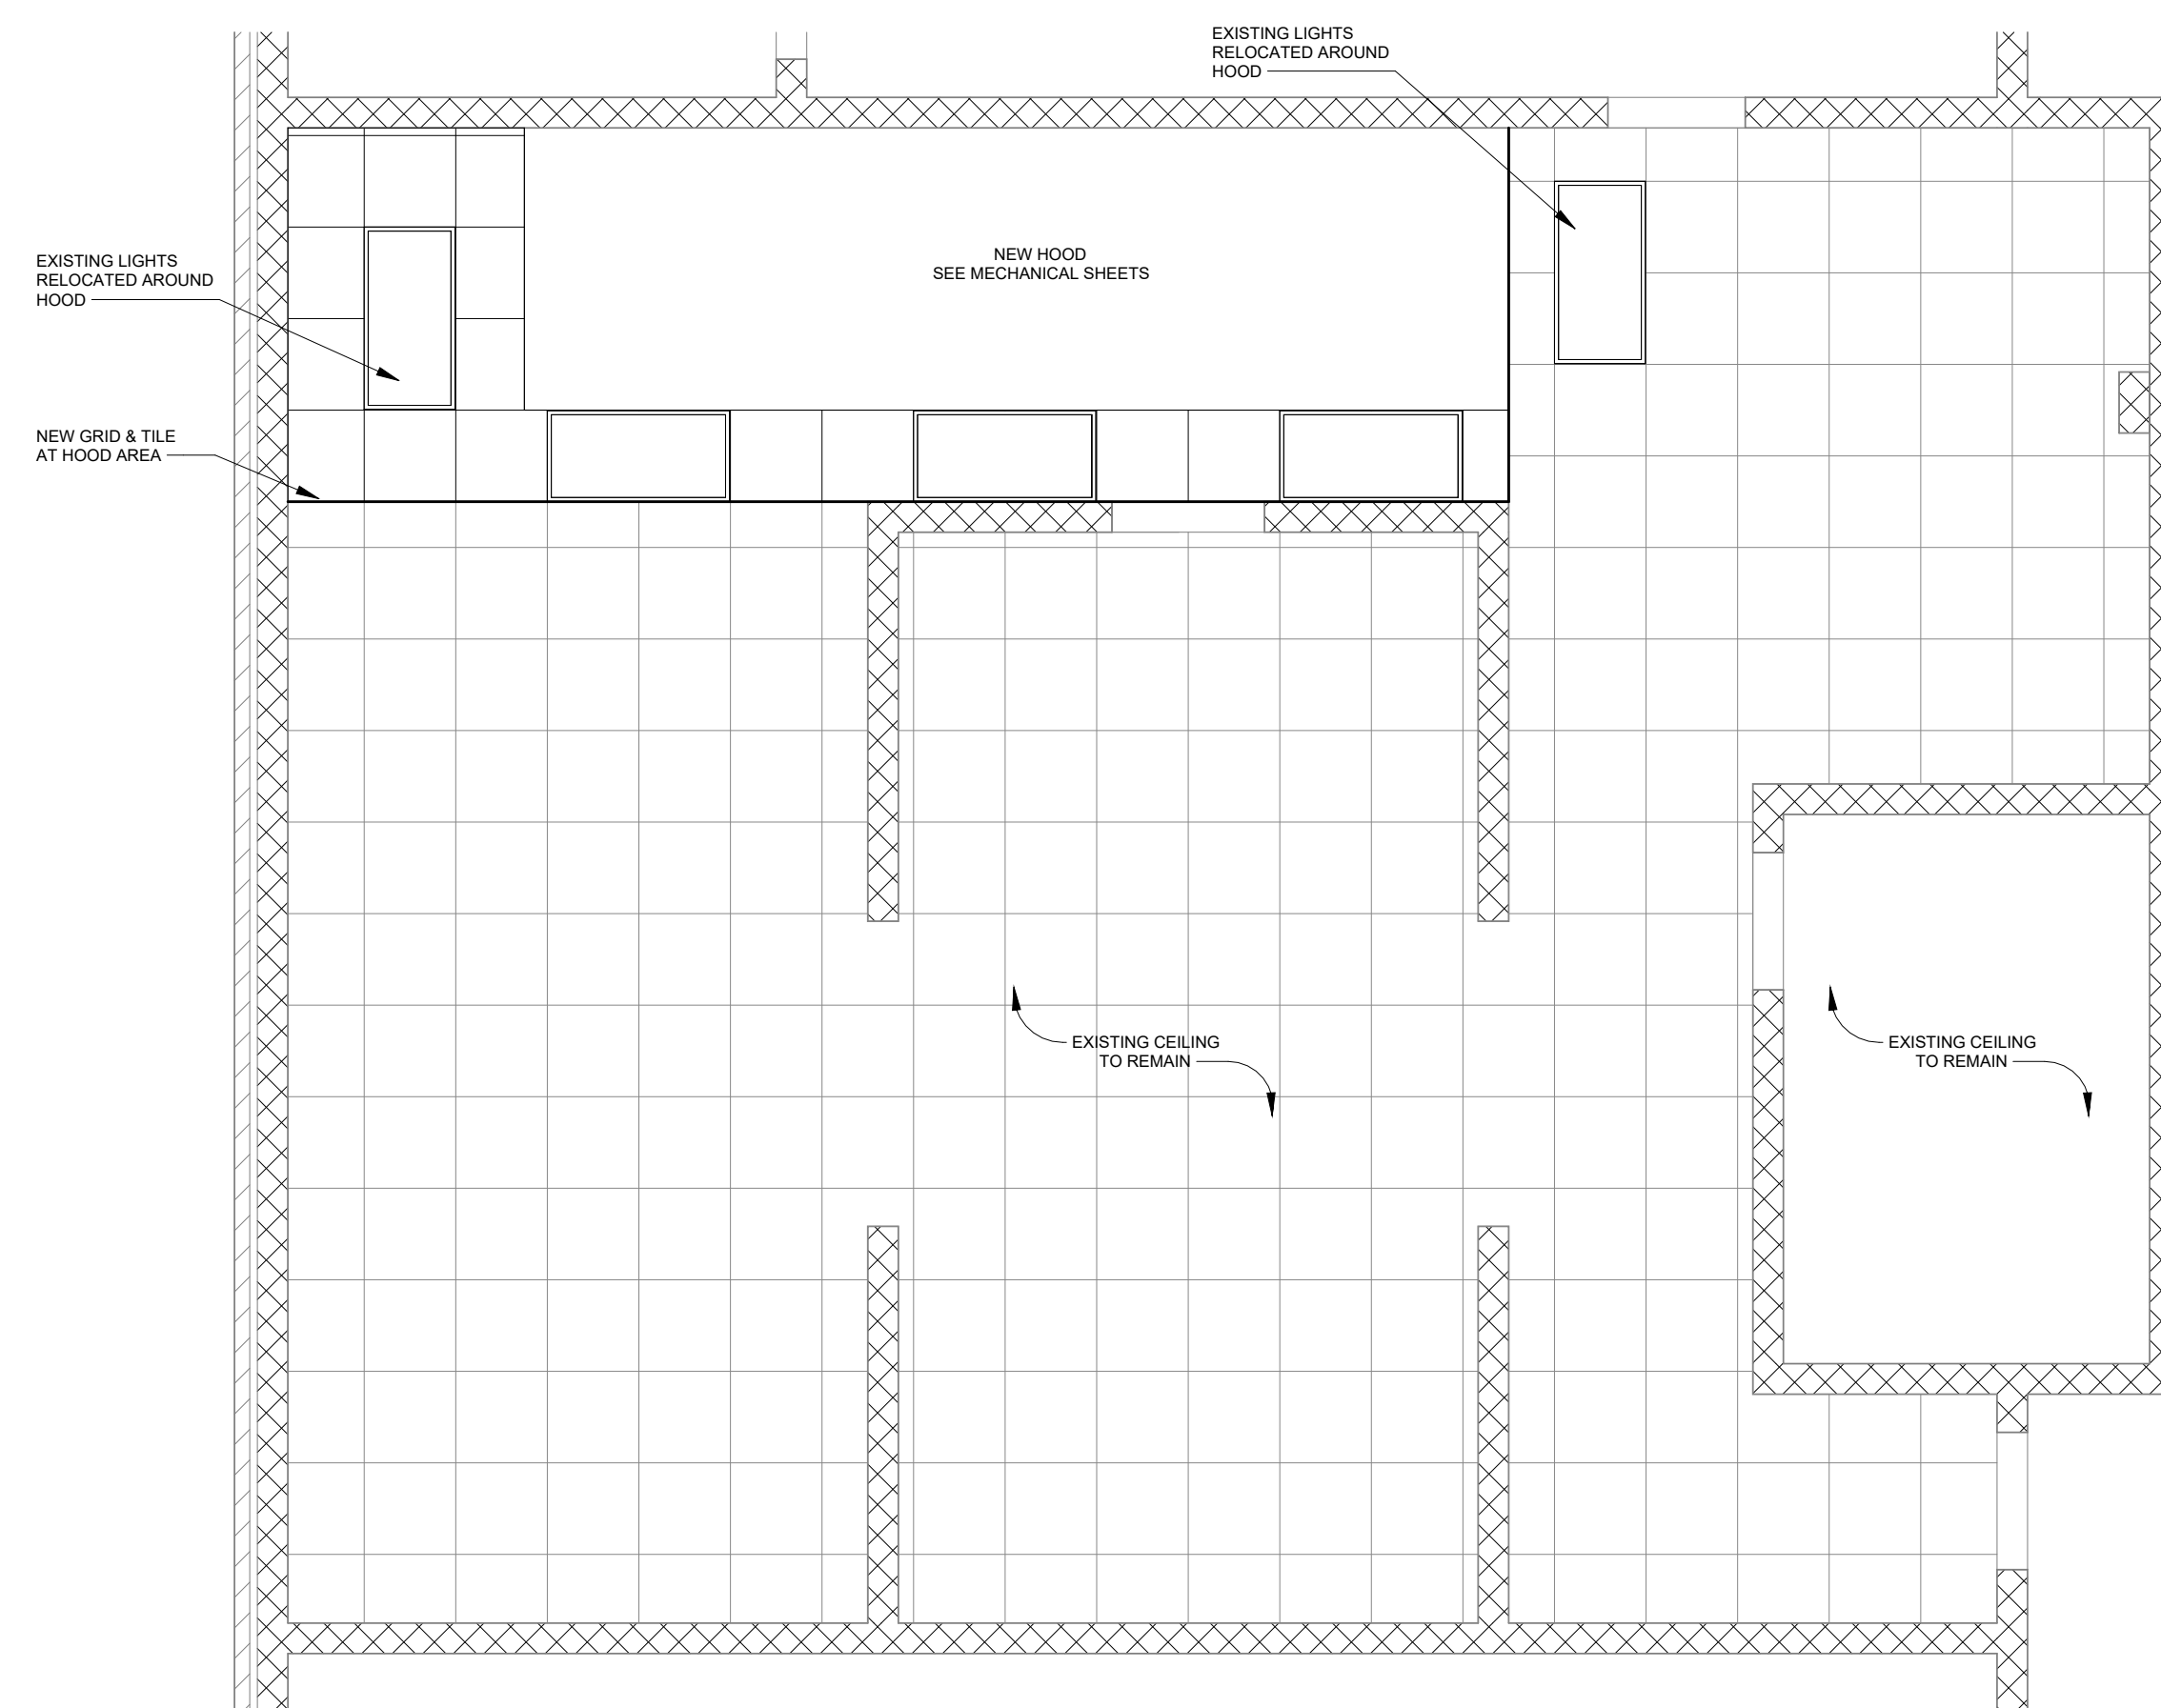 EXISTING LIGHTS
RELOCATED AROUND
HOOD
NEW HOOD
SEE MECHANICAL SHEETS
EXISTING LIGHTS
RELOCATED AROUND
HOOD
NEW GRID & TILE
AT HOOD AREA
EXISTING CEILING
TO REMAIN
EXISTING CEILING
TO REMAIN